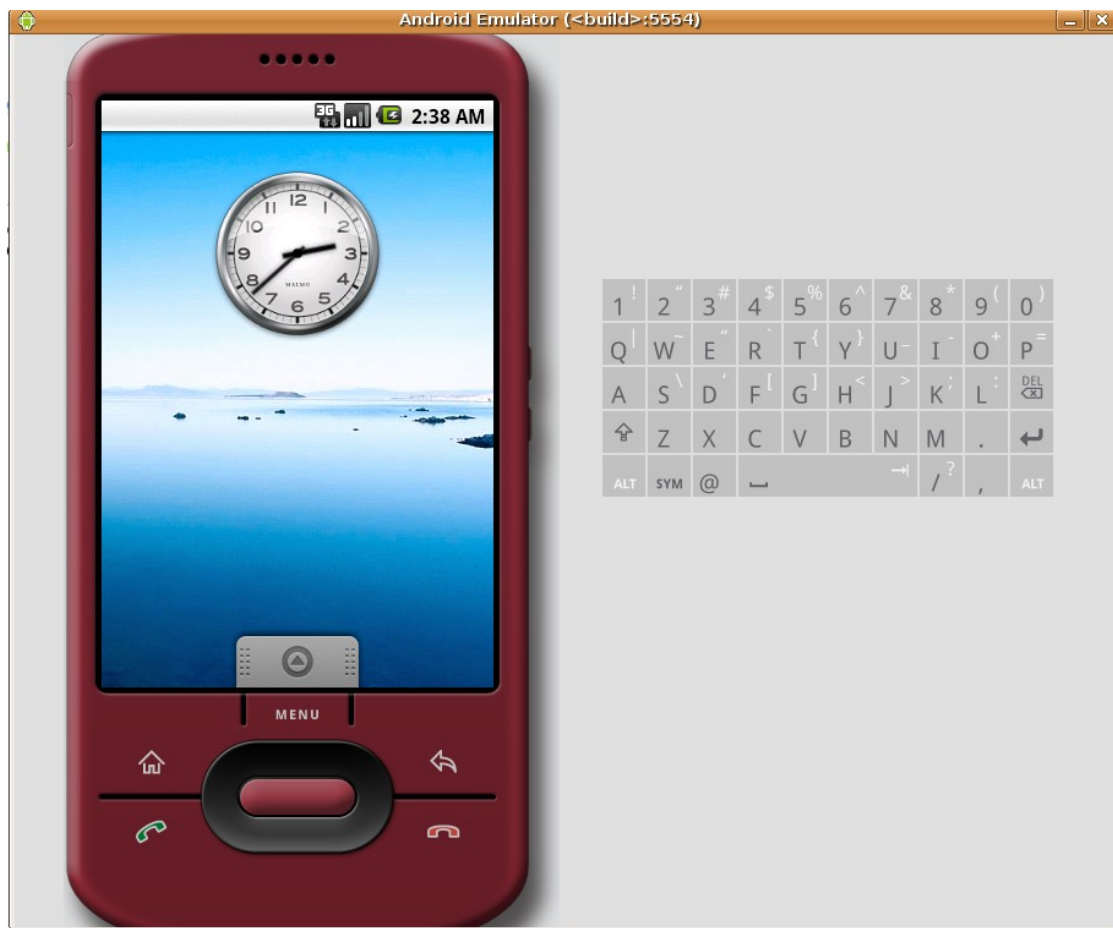 Android Emulator (<build>:5554)
3G 2:38 AM
12
11 1
10 2
9 3
8 4
MALMO
7 5
6
MENU
1 ! 2 " 3 # 4 $ 5 % 6 ^ 7 & 8 * 9 ( 0 )
Q | W ~ E “ R ` T { Y } U _ I - O + P =
A S \ D ‘ F [ G ] H < J > K ; L : DEL
Z X C V B N M .
ALT SYM @ / ? , ALT